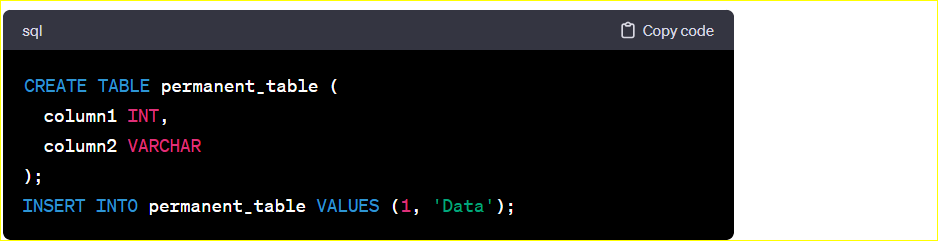 sql Copy code
CREATE TABLE permanent_table (
column1 INT,
column2 VARCHAR
);
INSERT INTO permanent_table VALUES (1, 'Data');